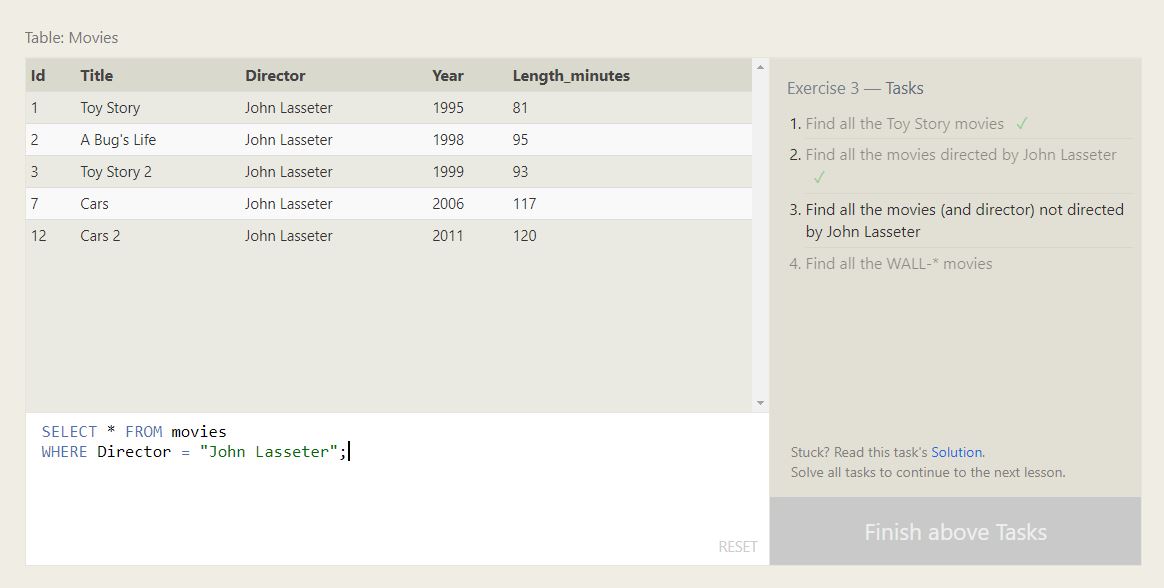 Table: Movies
Id Title Director Year Length_minutes
1 Toy Story John Lasseter 1995 81
2 A Bug's Life John Lasseter 1998 95
3 Toy Story 2 John Lasseter 1999 93
7 Cars John Lasseter 2006 117
12 Cars 2 John Lasseter 2011 120
SELECT * FROM movies
WHERE Director = "John Lasseter";
RESET
Exercise 3 — Tasks
1. Find all the Toy Story movies ✓
2. Find all the movies directed by John Lasseter
✓
3. Find all the movies (and director) not directed
by John Lasseter
4. Find all the WALL-* movies
Stuck? Read this task's Solution.
Solve all tasks to continue to the next lesson.
Finish above Tasks